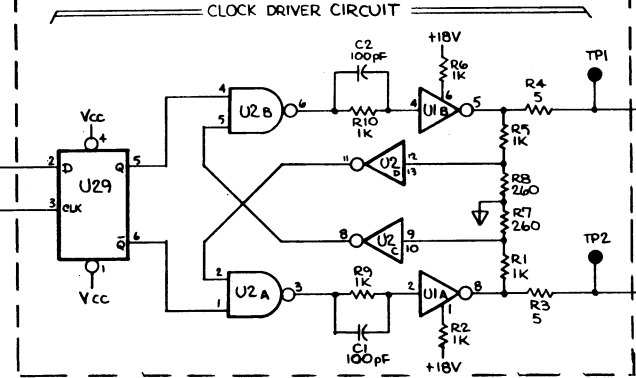 CLOCK DRIVER CIRCUIT
+18V
C2
100pF
R6
1K
TP1
6
R4
5
4
U2B
5
6
R10
1K
4
U1B
5
R5
1K
Vcc
4
2
D
Q
5
U29
3
CLK
Q
6
1
Vcc
11
U2D
12
13
R8
260
R7
260
8
U2C
9
10
TP2
R1
1K
2
U2A
1
3
R9
1K
2
U1A
8
1
R3
5
C1
100pF
R2
1K
+18V